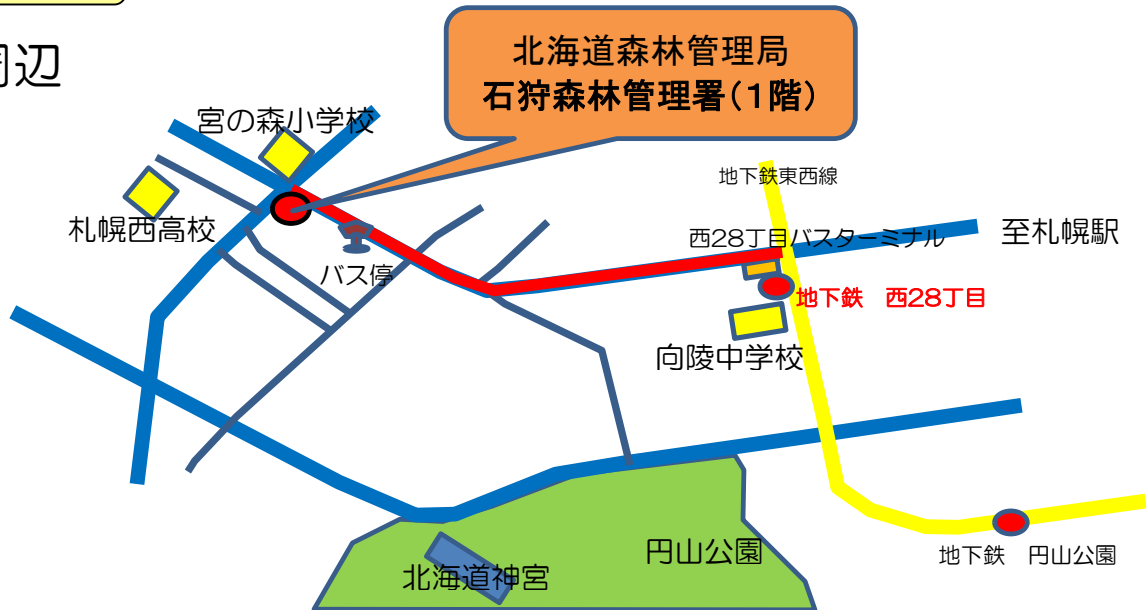 周辺
北海道森林管理局
石狩森林管理署(1階)
宮の森小学校
地下鉄東西線
札幌西高校
西28丁目バスターミナル
至札幌駅
バス停
地下鉄 西28丁目
向陵中学校
円山公園
地下鉄 円山公園
北海道神宮